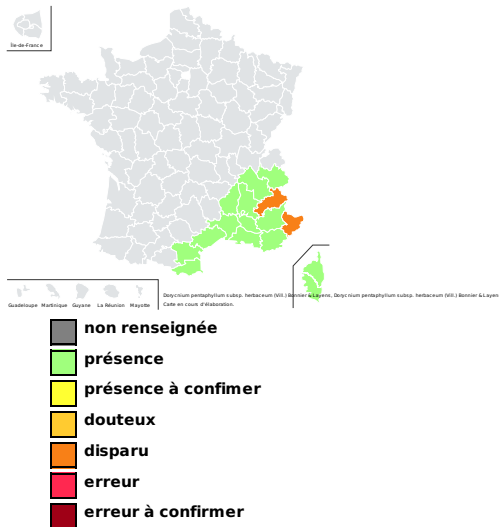 Île-de-France
Guadeloupe Martinique Guyane La Réunion Mayotte
Dorycnium pentaphyllum subsp. herbaceum (Vill.) Bonnier & Layens, Dorycnium pentaphyllum subsp. herbaceum (Vill.) Bonnier & Layen
Carte en cours d'élaboration.
non renseignée
présence
présence à confimer
douteux
disparu
erreur
erreur à confirmer